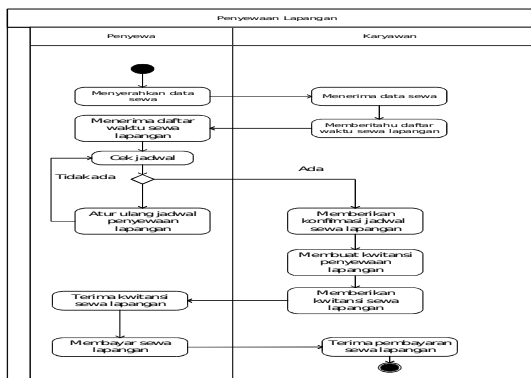 Penyewaan Lapangan
Penyewa
Karyawan
Menyerahkan data
sewa
Menerima data sewa
Menerima daftar
waktu sewa
lapangan
Memberitahu daftar
waktu sewa lapangan
Cek jadwal
Tidak ada
Ada
Atur ulang jadwal
penyewaan
lapangan
Memberikan
konfirmasi jadwal
sewa lapangan
Membuat kwitansi
penyewaan
lapangan
Terima kwitansi
sewa lapangan
Memberikan
kwitansi sewa
lapangan
Membayar sewa
lapangan
Terima pembayaran
sewa lapangan